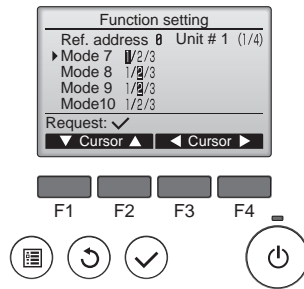 Function setting
Ref. address 0 Unit # 1 (1/4)
Mode 7 1/2/3
Mode 8 1/2/3
Mode 9 1/2/3
Mode10 1/2/3
Request: ✓
▼ Cursor ▲ ◀ Cursor ▶
F1 F2 F3 F4